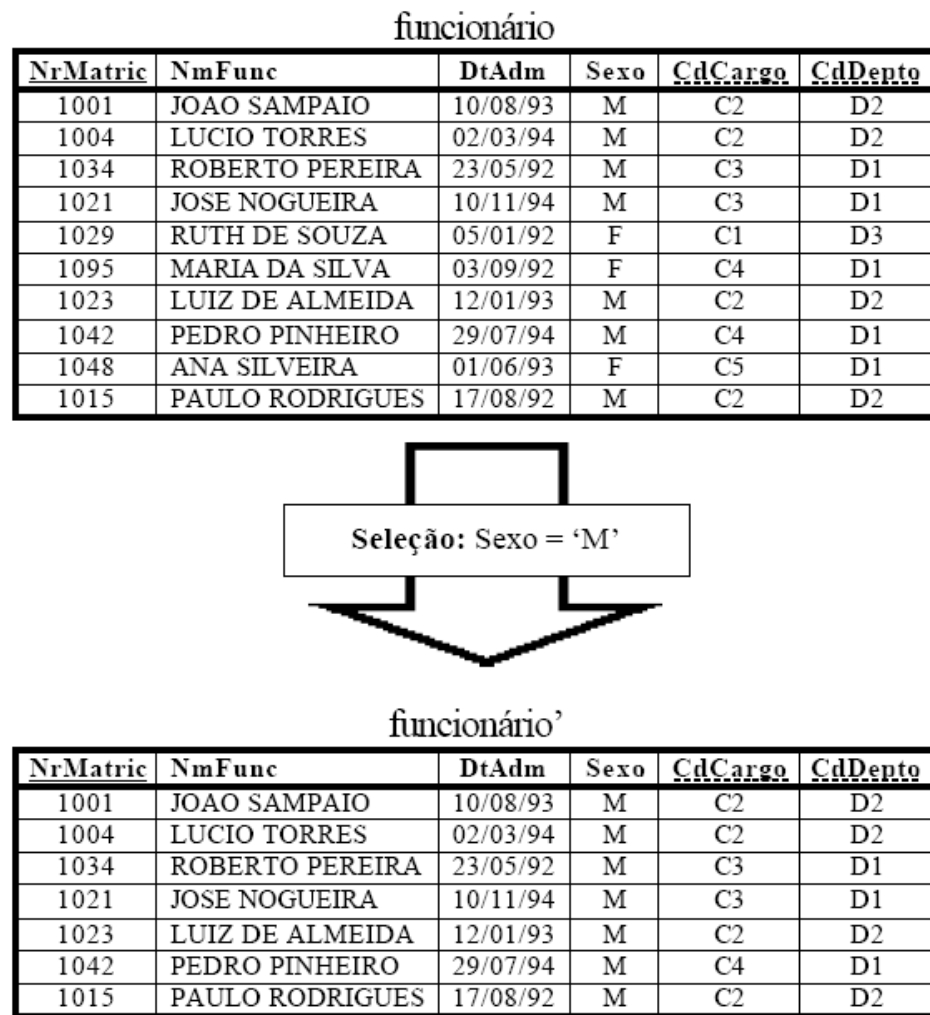 funcionário
NrMatric NmFunc DtAdm Sexo CdCargo CdDepto
1001 JOAO SAMPAIO 10/08/93 M C2 D2
1004 LUCIO TORRES 02/03/94 M C2 D2
1034 ROBERTO PEREIRA 23/05/92 M C3 D1
1021 JOSE NOGUEIRA 10/11/94 M C3 D1
1029 RUTH DE SOUZA 05/01/92 F C1 D3
1095 MARIA DA SILVA 03/09/92 F C4 D1
1023 LUIZ DE ALMEIDA 12/01/93 M C2 D2
1042 PEDRO PINHEIRO 29/07/94 M C4 D1
1048 ANA SILVEIRA 01/06/93 F C5 D1
1015 PAULO RODRIGUES 17/08/92 M C2 D2
Seleção: Sexo = ‘M’
funcionário’
NrMatric NmFunc DtAdm Sexo CdCargo CdDepto
1001 JOAO SAMPAIO 10/08/93 M C2 D2
1004 LUCIO TORRES 02/03/94 M C2 D2
1034 ROBERTO PEREIRA 23/05/92 M C3 D1
1021 JOSE NOGUEIRA 10/11/94 M C3 D1
1023 LUIZ DE ALMEIDA 12/01/93 M C2 D2
1042 PEDRO PINHEIRO 29/07/94 M C4 D1
1015 PAULO RODRIGUES 17/08/92 M C2 D2